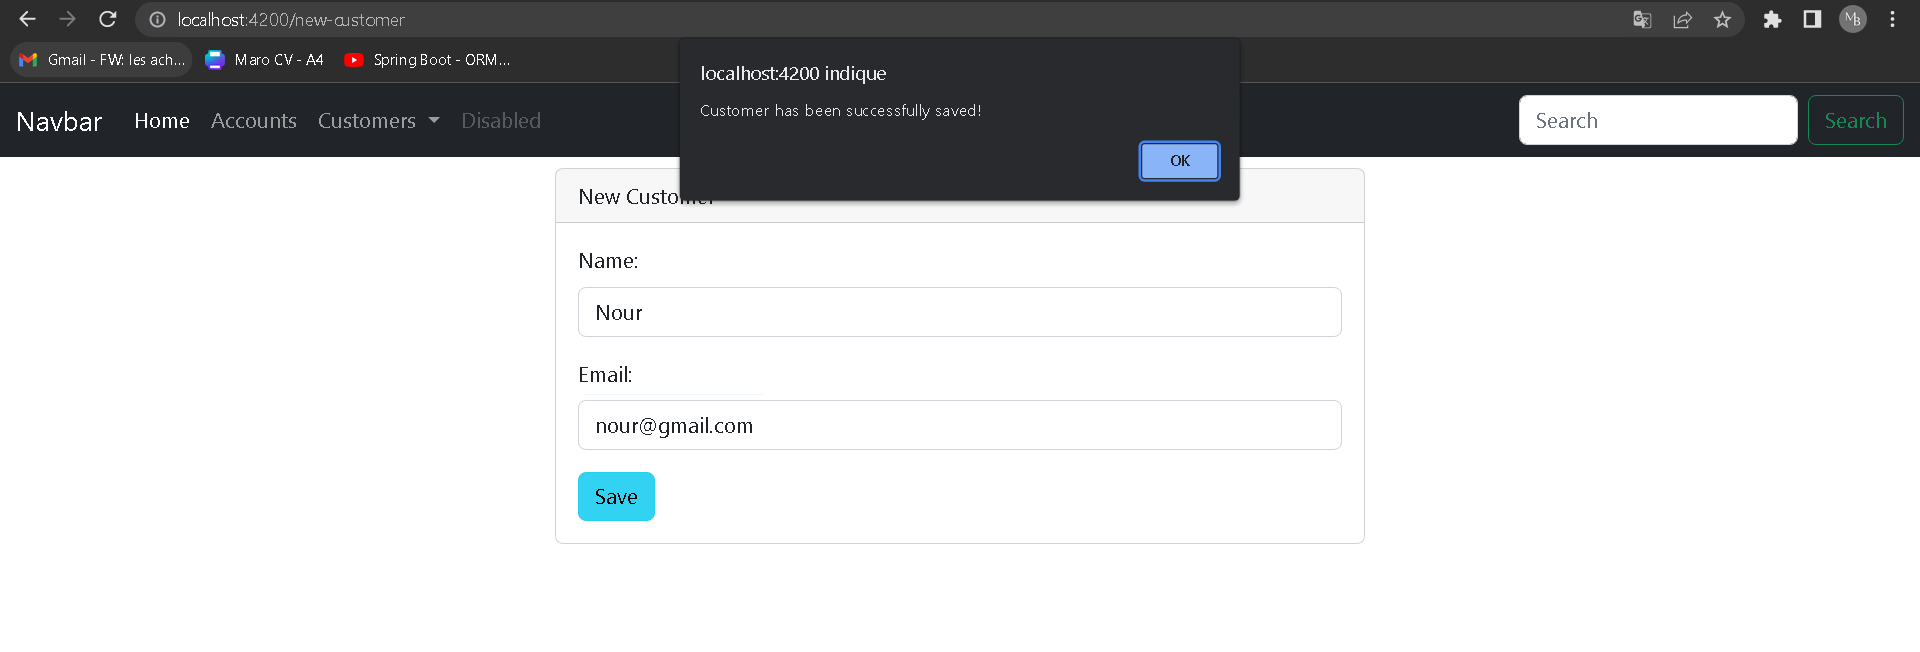 localhost:4200/new-customer
Gmail - FW: les ach... Maro CV - A4 Spring Boot - ORM...
localhost:4200 indique
Customer has been successfully saved!
OK
Navbar Home Accounts Customers Disabled Search Search
New Customer
Name:
Nour
Email:
nour@gmail.com
Save
MB